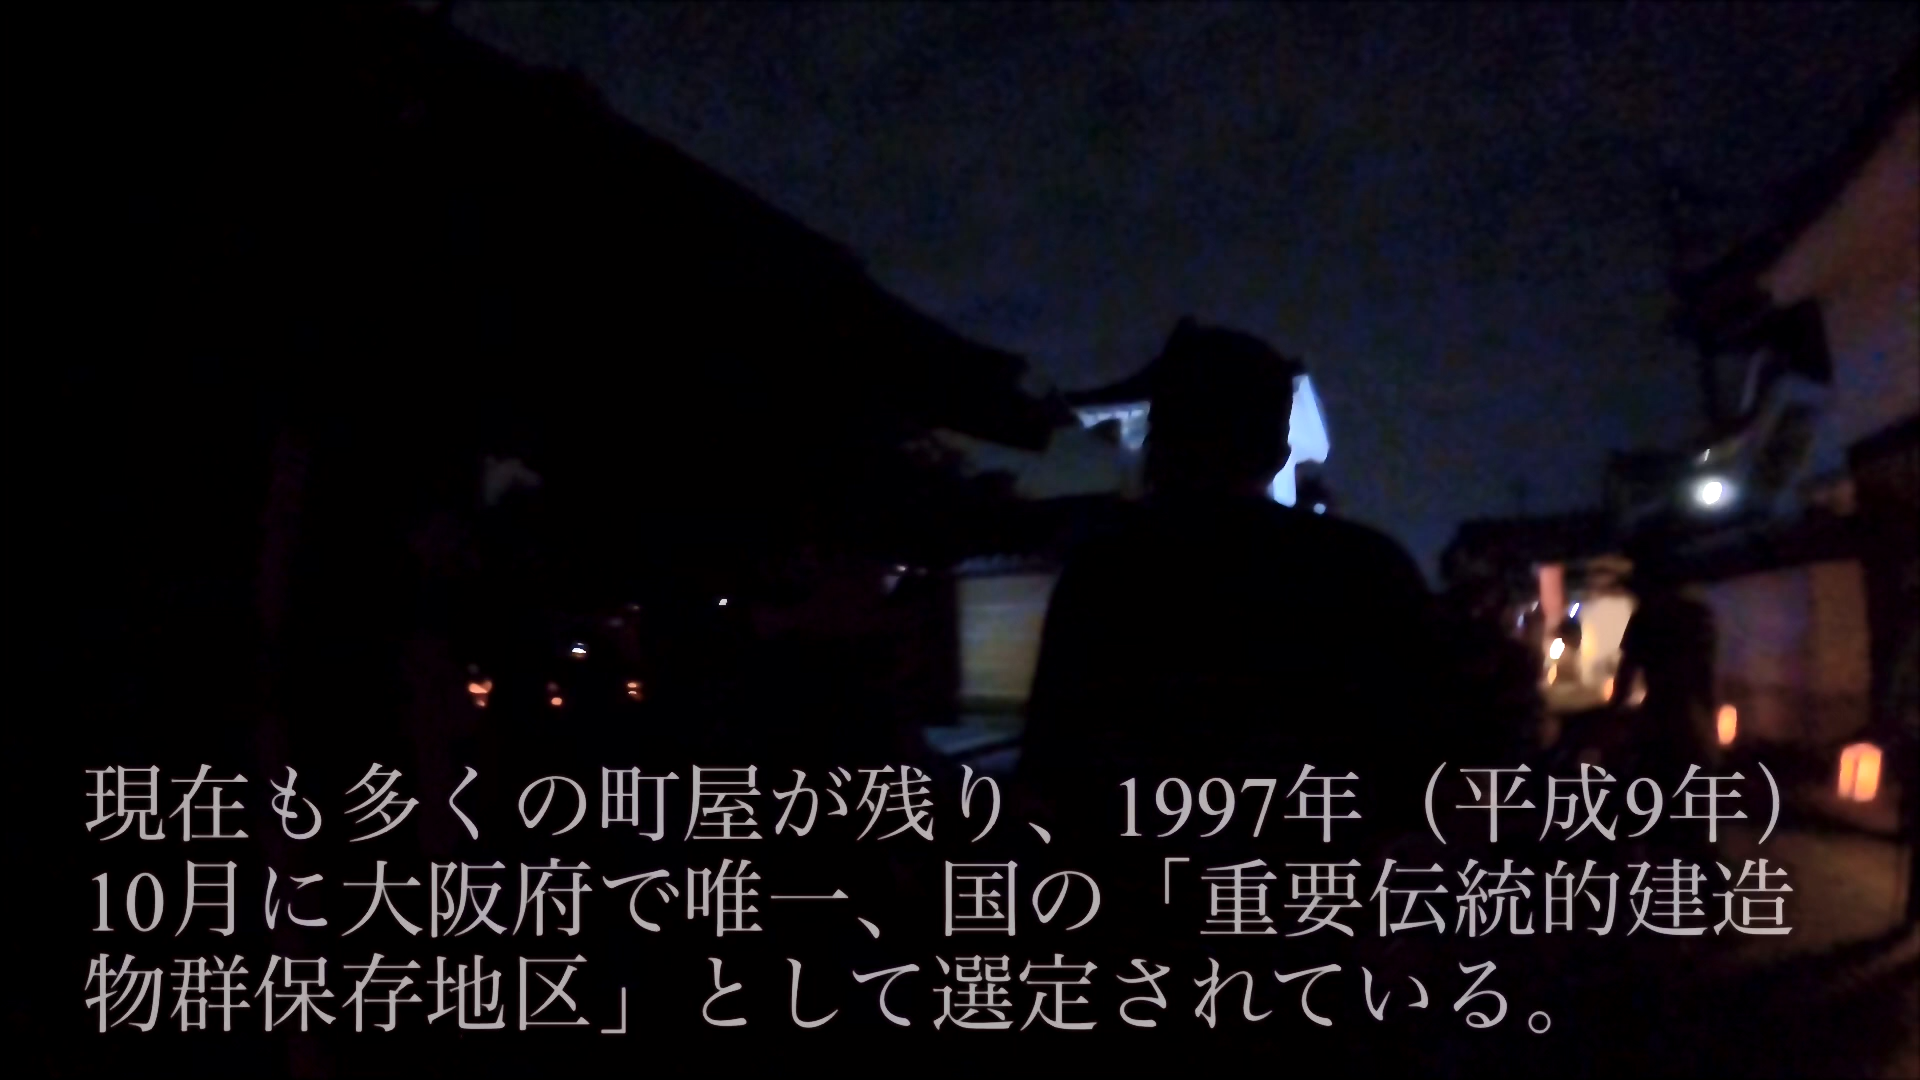 現在も多くの町屋が残り、1997年（平成9年）
10月に大阪府で唯一、国の「重要伝統的建造
物群保存地区」として選定されている。